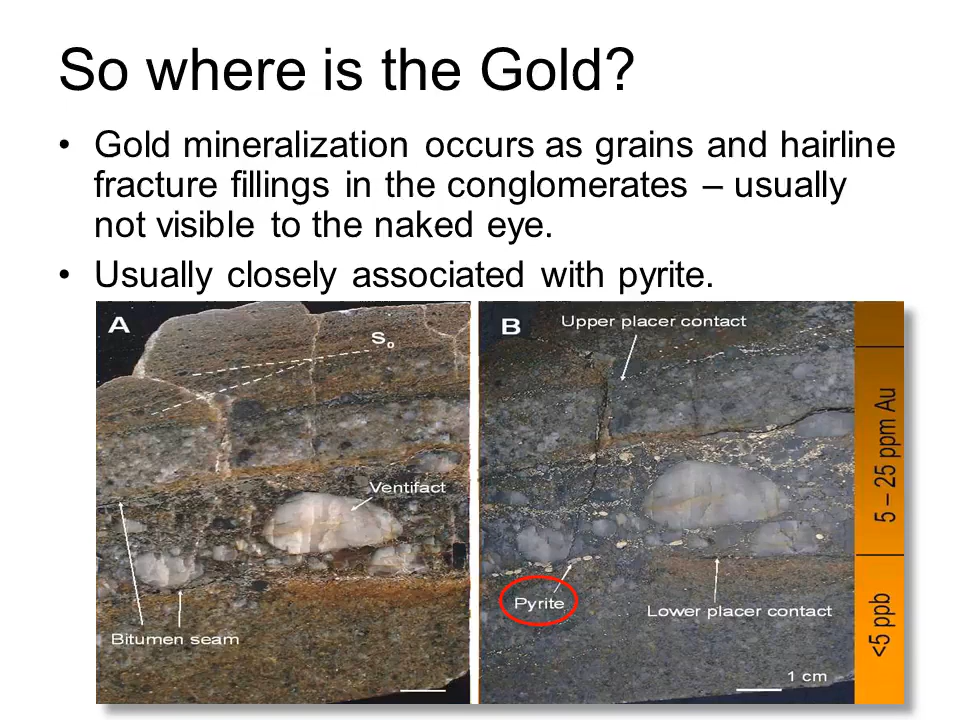 So where is the Gold?
• Gold mineralization occurs as grains and hairline
fracture fillings in the conglomerates – usually
not visible to the naked eye.
• Usually closely associated with pyrite.
A
So
Ventifact
Bitumen seam
B
Upper placer contact
Pyrite
Lower placer contact
1 cm
5 – 25 ppm Au
<5 ppb